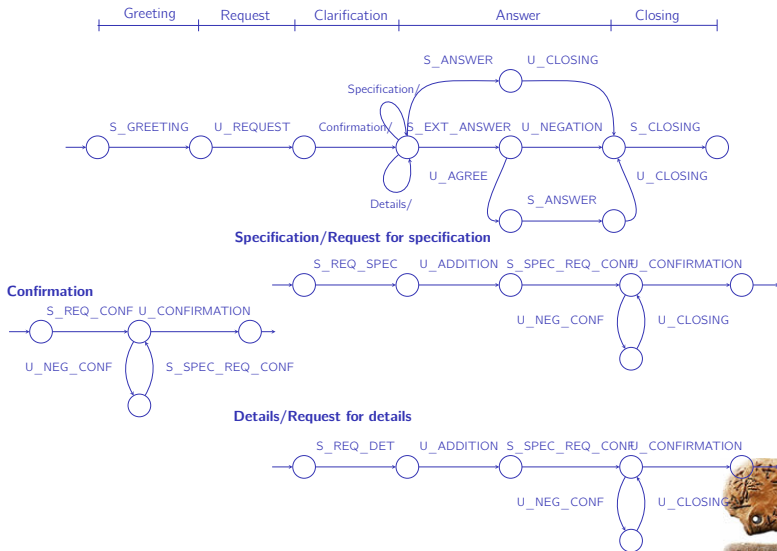 Greeting Request Clarification Answer Closing
S_ANSWER U_CLOSING
Specification/
S_GREETING U_REQUEST Confirmation/ S_EXT_ANSWER U_NEGATION S_CLOSING
U_AGREE U_CLOSING
Details/ S_ANSWER
Specification/Request for specification
S_REQ_SPEC U_ADDITION S_SPEC_REQ_CONF U_CONFIRMATION
U_NEG_CONF U_CLOSING
Confirmation
S_REQ_CONF U_CONFIRMATION
U_NEG_CONF S_SPEC_REQ_CONF
Details/Request for details
S_REQ_DET U_ADDITION S_SPEC_REQ_CONF U_CONFIRMATION
U_NEG_CONF U_CLOSING